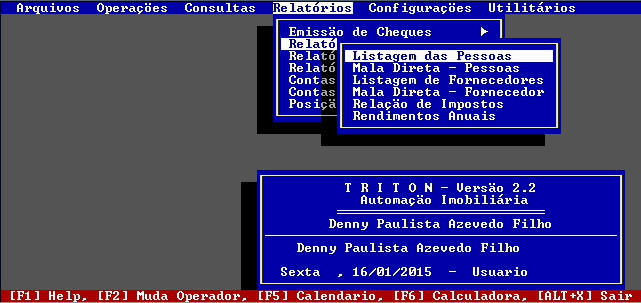 Arquivos Operações Consultas Relatórios Configurações Utilitários
Emissão de Cheques
Relató
Relató
Relató
Contas
Contas
Posiçã
Listagem das Pessoas
Mala Direta - Pessoas
Listagem de Fornecedores
Mala Direta - Fornecedor
Relação de Impostos
Rendimentos Anuais
T R I T O N - Versão 2.2
Automação Imobiliária
Denny Paulista Azevedo Filho
Denny Paulista Azevedo Filho
Sexta , 16/01/2015 - Usuario
[F1] Help, [F2] Muda Operador, [F5] Calendario, [F6] Calculadora, [ALT+X] Sair